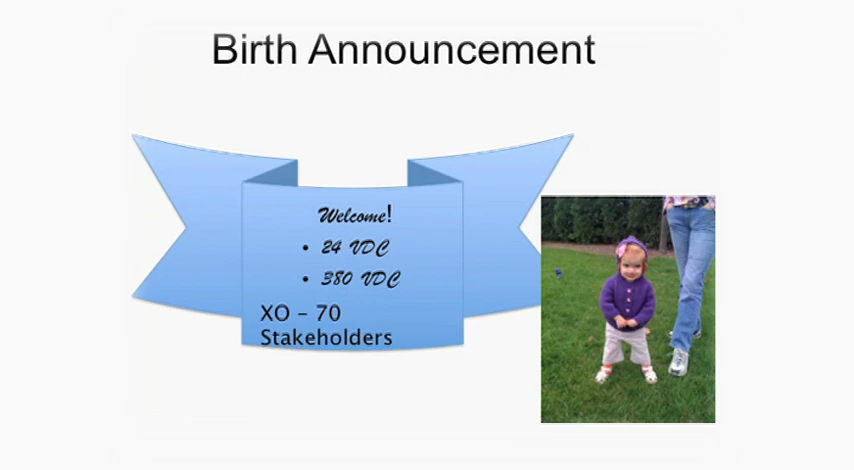 Birth Announcement
Welcome!
• 24 VDC
• 380 VDC
XO – 70
Stakeholders